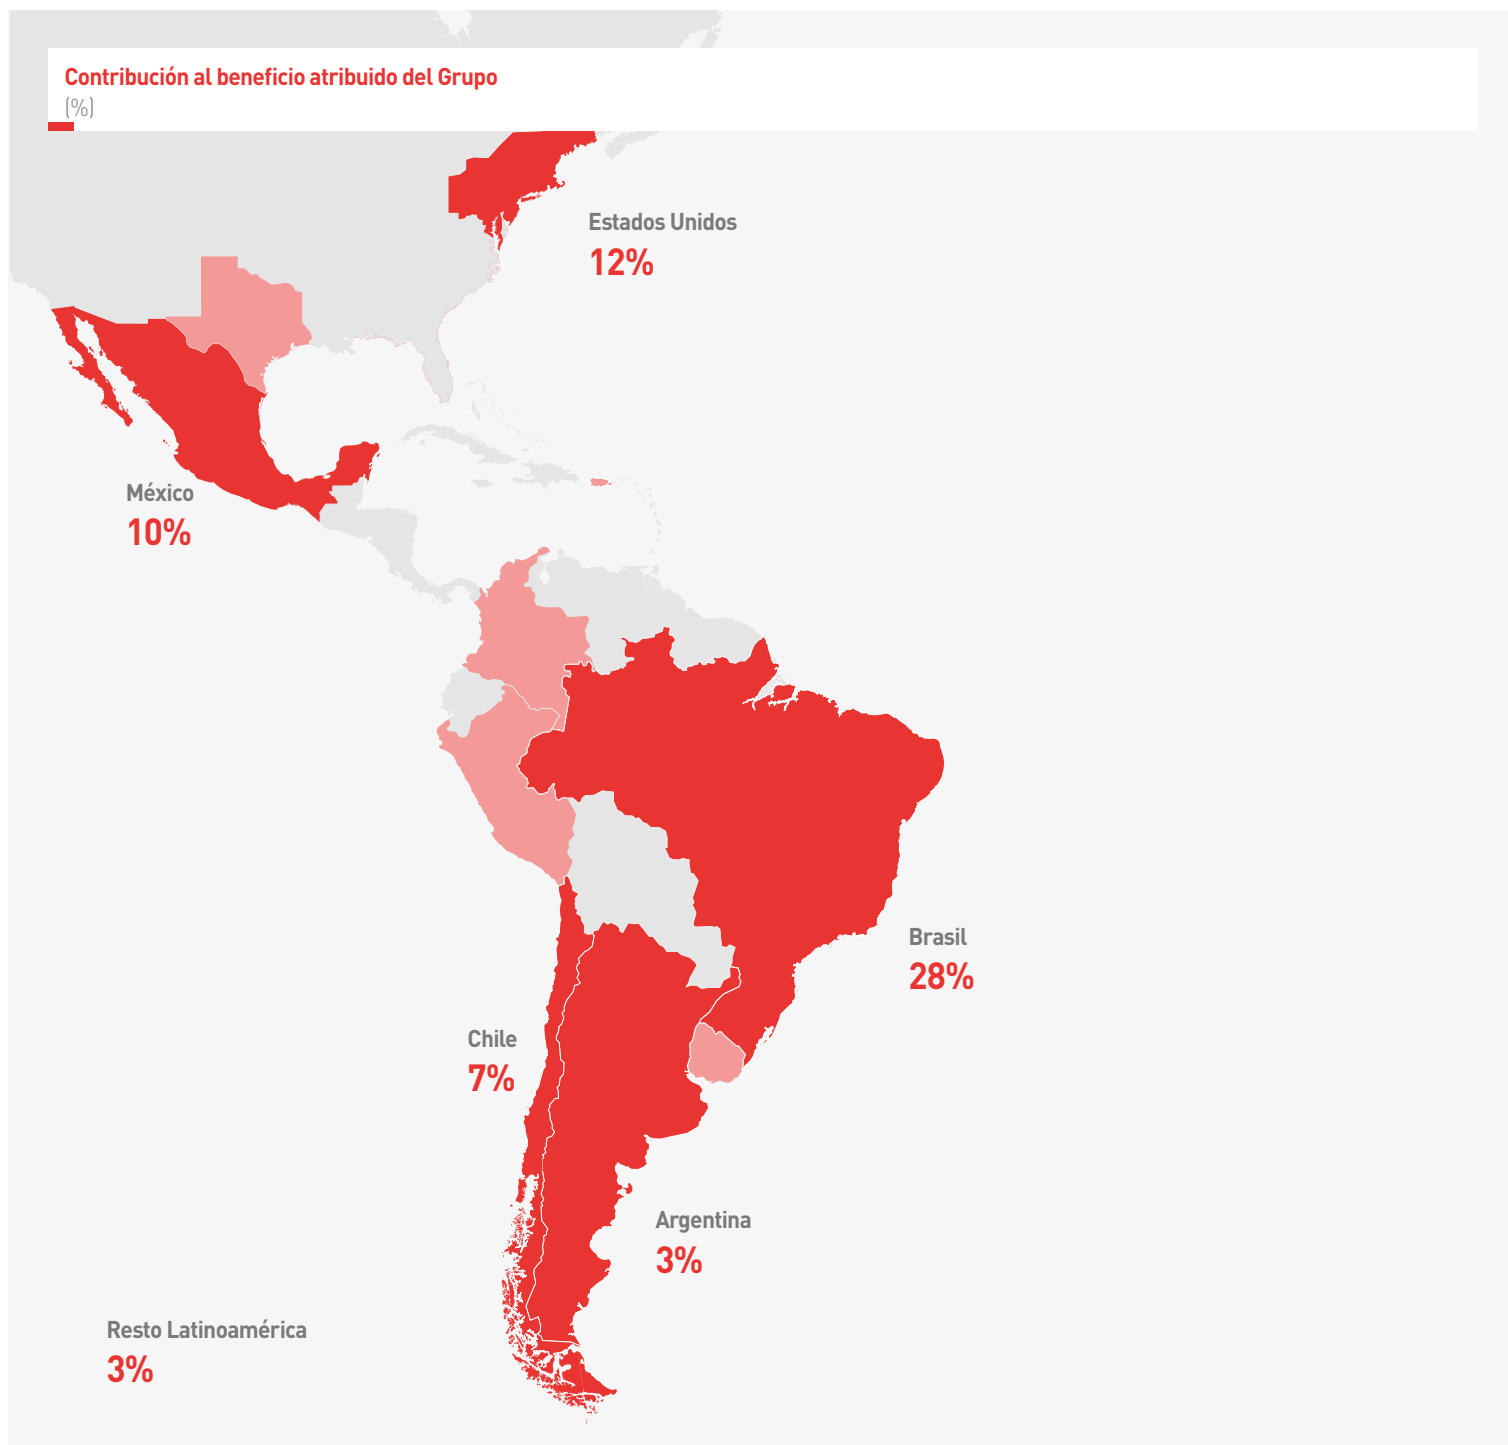 Contribución al beneficio atribuido del Grupo
(%)
Estados Unidos
12%
México
10%
Brasil
28%
Chile
7%
Argentina
3%
Resto Latinoamérica
3%